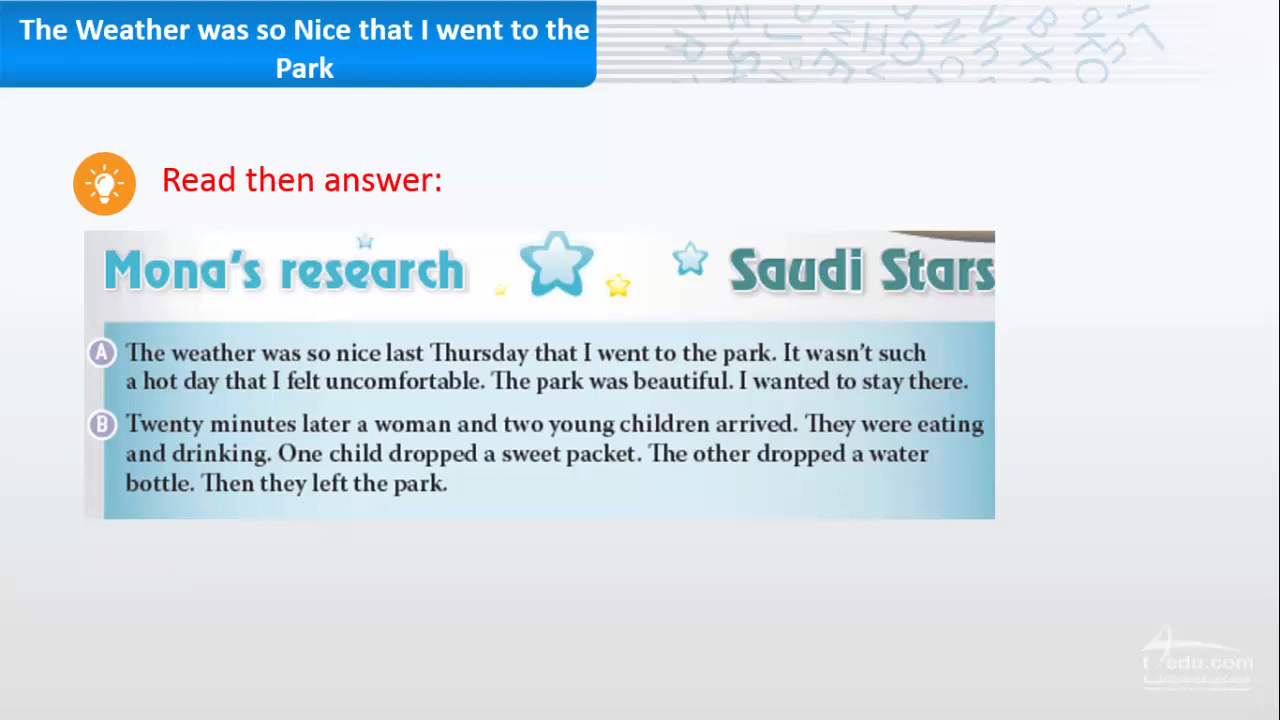 The Weather was so Nice that I went to the
Park
Read then answer:
Mona's research
Saudi Stars
A The weather was so nice last Thursday that I went to the park. It wasn't such
a hot day that I felt uncomfortable. The park was beautiful. I wanted to stay there.
B Twenty minutes later a woman and two young children arrived. They were eating
and drinking. One child dropped a sweet packet. The other dropped a water
bottle. Then they left the park.